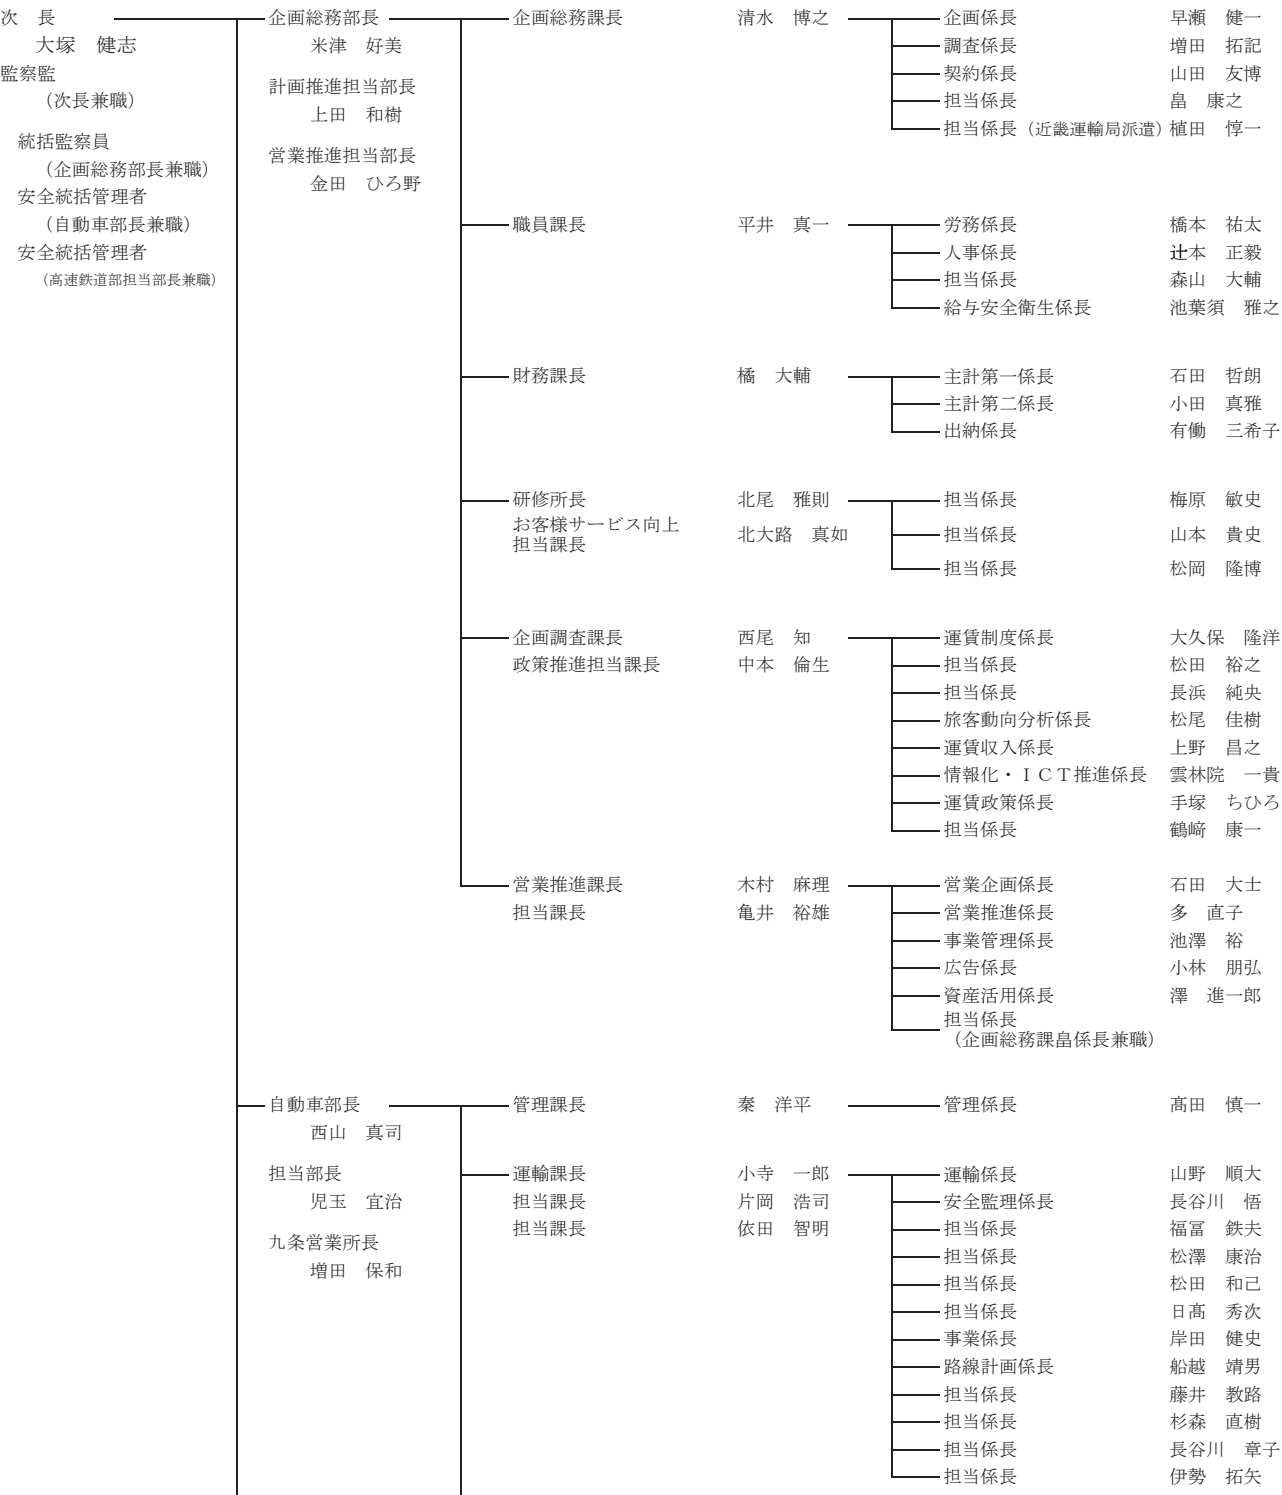 次　長　企画総務部長　企画総務課長　清水　博之　企画係長　早瀬　健一
大塚　健志　米津　好美　調査係長　増田　拓記
監察監　契約係長　山田　友博
（次長兼職）　計画推進担当部長　担当係長　畠　康之
上田　和樹　担当係長（近畿運輸局派遣）　植田　惇一
統括監察員
（企画総務部長兼職）　営業推進担当部長
安全統括管理者　金田　ひろ野
（自動車部長兼職）　職員課長　平井　真一　労務係長　橋本　祐太
安全統括管理者　人事係長　辻本　正毅
（高速鉄道部担当部長兼職）　担当係長　森山　大輔
給与安全衛生係長　池葉須　雅之
財務課長　橘　大輔　主計第一係長　石田　哲朗
主計第二係長　小田　真雅
出納係長　有働　三希子
研修所長　北尾　雅則　担当係長　梅原　敏史
お客様サービス向上
担当課長　北大路　真如　担当係長　山本　貴史
担当係長　松岡　隆博
企画調査課長　西尾　知　運賃制度係長　大久保　隆洋
政策推進担当課長　中本　倫生　担当係長　松田　裕之
担当係長　長浜　純央
旅客動向分析係長　松尾　佳樹
運賃収入係長　上野　昌之
情報化・ＩＣＴ推進係長　雲林院　一貴
運賃政策係長　手塚　ちひろ
担当係長　鶴﨑　康一
営業推進課長　木村　麻理　営業企画係長　石田　大士
担当課長　亀井　裕雄　営業推進係長　多　直子
事業管理係長　池澤　裕
広告係長　小林　朋弘
資産活用係長　澤　進一郎
担当係長
（企画総務課畠係長兼職）
自動車部長　管理課長　秦　洋平　管理係長　髙田　慎一
西山　真司
担当部長　運輸課長　小寺　一郎　運輸係長　山野　順大
児玉　宜治　担当課長　片岡　浩司　安全監理係長　長谷川　悟
担当課長　依田　智明　担当係長　福冨　鉄夫
九条営業所長　担当係長　松澤　康治
増田　保和　担当係長　松田　和己
担当係長　日髙　秀次
事業係長　岸田　健史
路線計画係長　船越　靖男
担当係長　藤井　教路
担当係長　杉森　直樹
担当係長　長谷川　章子
担当係長　伊勢　拓矢